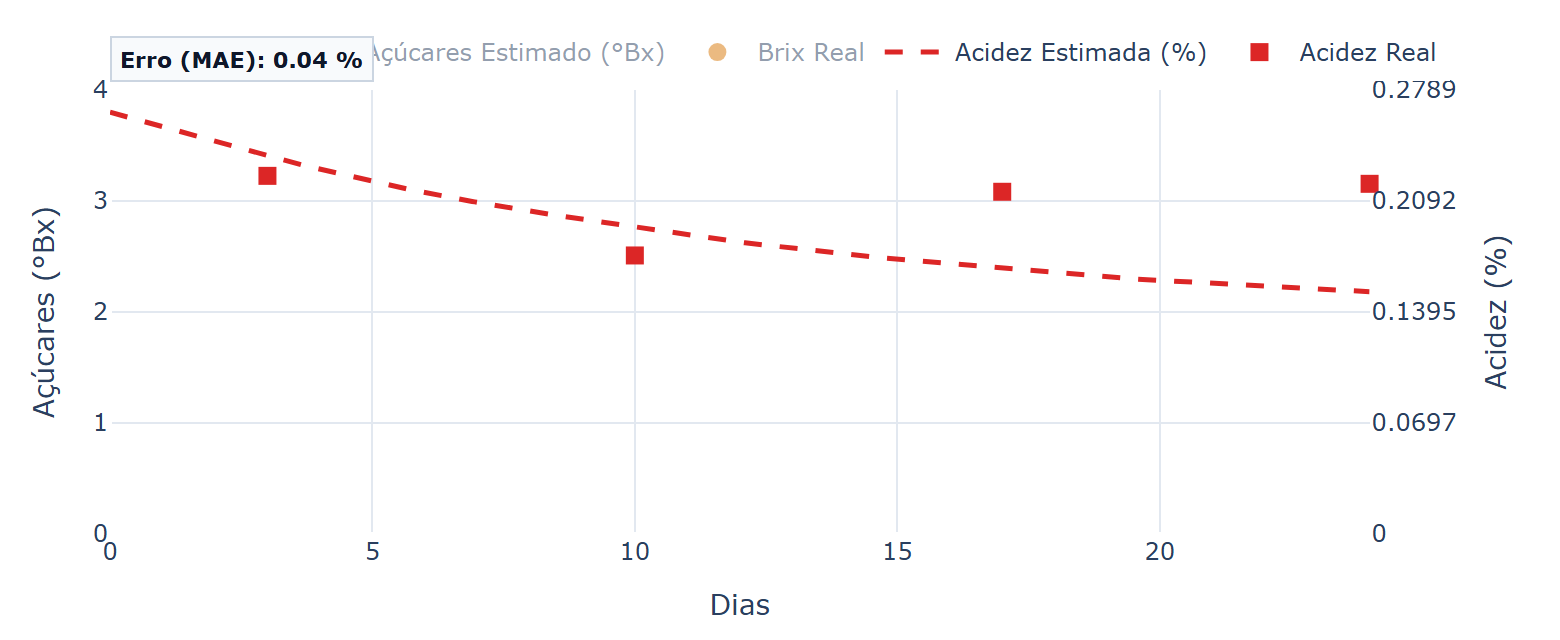 Erro (MAE): 0.04 %
Açúcares Estimado (°Bx)
Brix Real
Acidez Estimada (%)
Acidez Real
4
3
2
1
0
Açúcares (°Bx)
0.2789
0.2092
0.1395
0.0697
0
Acidez (%)
0
5
10
15
20
Dias